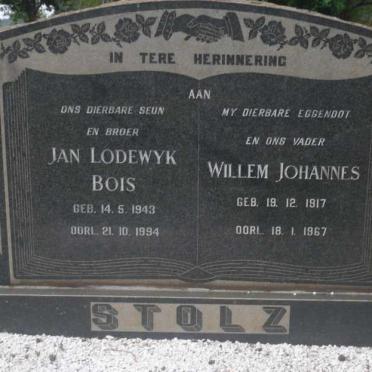 IN TERE HERINNERING
AAN
ONS DIERBARE SEUN
EN BROER
JAN LODEWYK
BOIS
GEB. 14. 5. 1943
OORL. 21. 10. 1994
MY DIERBARE EGGENOOT
EN ONS VADER
WILLEM JOHANNES
GEB. 19. 12. 1917
OORL. 18. 1. 1967
STOLZ